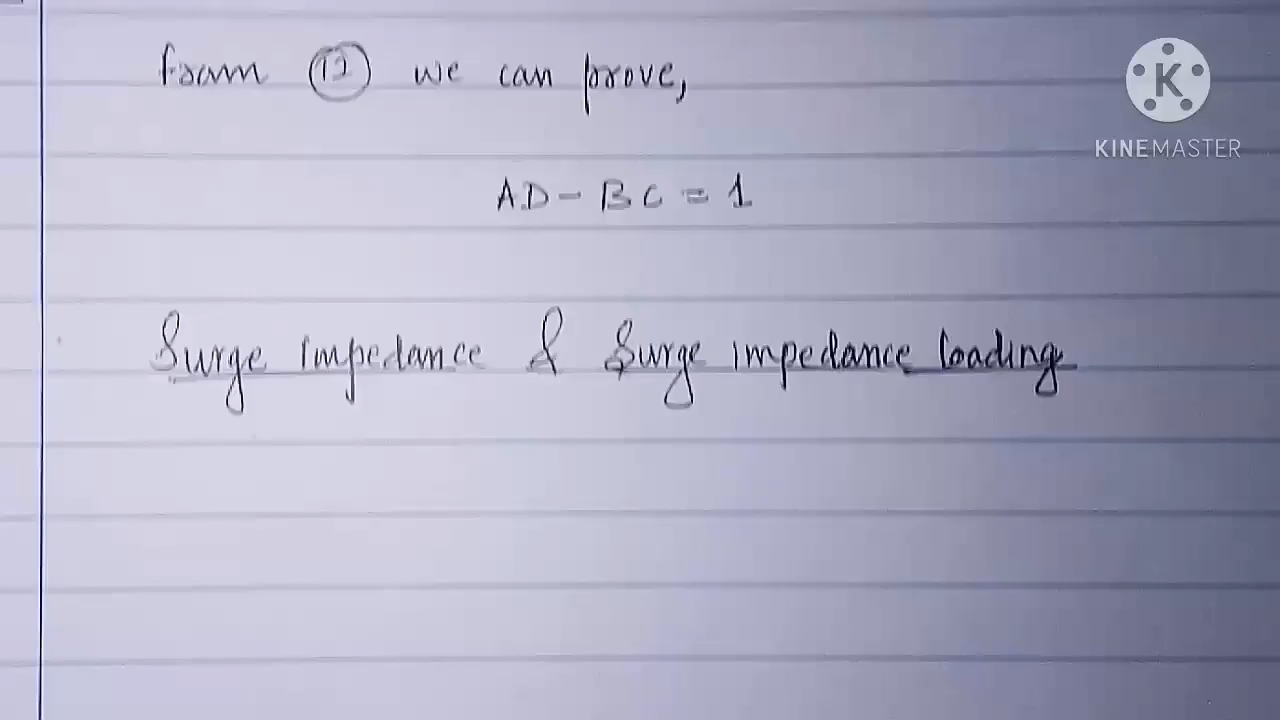 from (12) we can prove,
K
KINEMASTER
AD - BC = 1
Surge impedance & Surge impedance loading